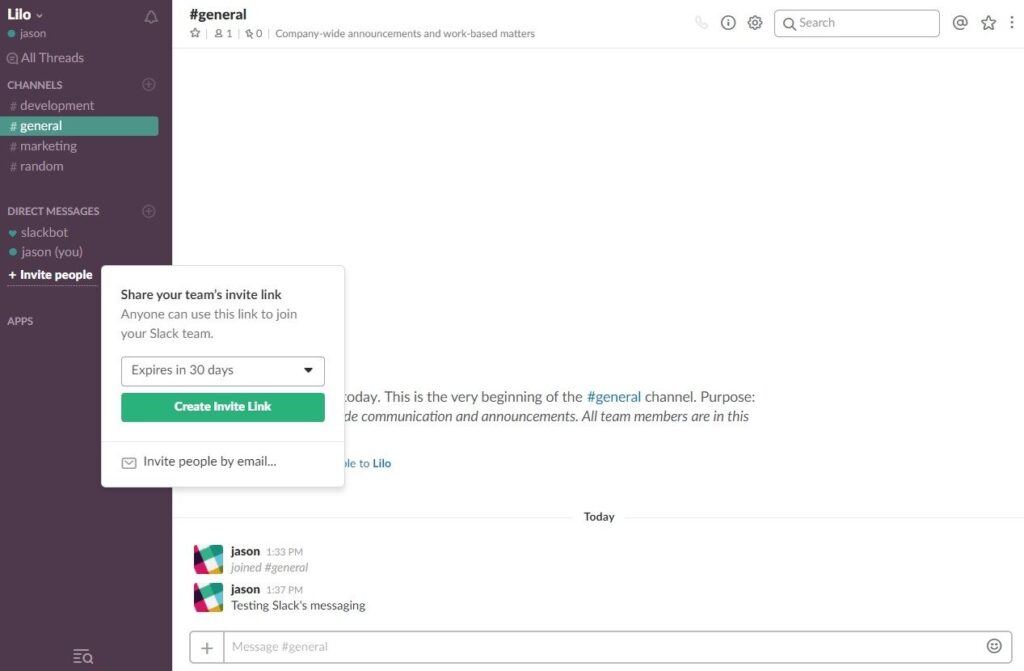 Lilo
jason
All Threads
CHANNELS
# development
# general
# marketing
# random
DIRECT MESSAGES
slackbot
jason (you)
+ Invite people
APPS
#general
1
0
Company-wide announcements and work-based matters
Search
Share your team's invite link
Anyone can use this link to join
your Slack team.
Expires in 30 days
Create Invite Link
Invite people by email...
today. This is the very beginning of the #general channel. Purpose:
communication and announcements. All team members are in this
to Lilo
Today
jason 1:33 PM
joined #general
jason 1:37 PM
Testing Slack's messaging
+
Message #general